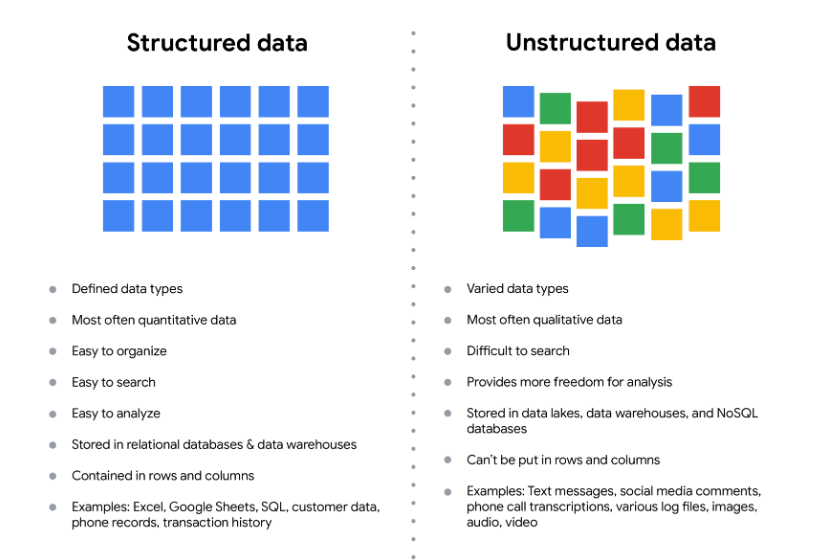 Structured data
Defined data types
Most often quantitative data
Easy to organize
Easy to search
Easy to analyze
Stored in relational databases & data warehouses
Contained in rows and columns
Examples: Excel, Google Sheets, SQL, customer data,
phone records, transaction history
Unstructured data
Varied data types
Most often qualitative data
Difficult to search
Provides more freedom for analysis
Stored in data lakes, data warehouses, and NoSQL
databases
Can't be put in rows and columns
Examples: Text messages, social media comments,
phone call transcriptions, various log files, images,
audio, video